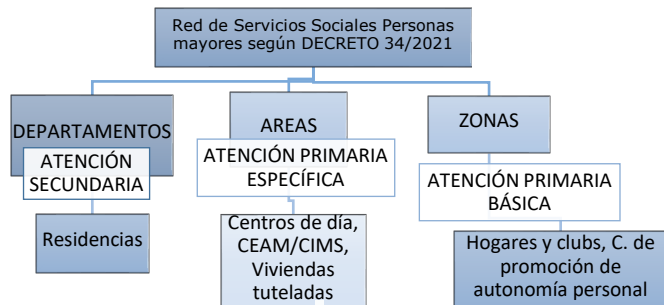 Red de Servicios Sociales Personas
mayores según DECRETO 34/2021
DEPARTAMENTOS
ATENCIÓN
SECUNDARIA
Residencias
AREAS
ATENCIÓN PRIMARIA
ESPECÍFICA
Centros de día,
CEAM/CIMS,
Viviendas
tuteladas
ZONAS
ATENCIÓN PRIMARIA
BÁSICA
Hogares y clubs, C. de
promoción de
autonomía personal